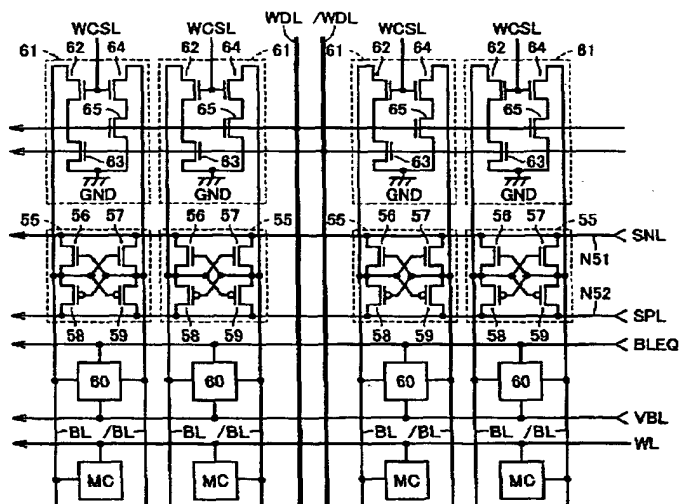 WDL /WDL
WCSL WCSL WCSL WCSL
61 62 64 62 64 61 61 62 64 62 64 61
65 65 65 65
63 63 63 63
GND GND GND GND
55 56 57 56 57 55 55 56 57 56 57 55
SNL
N51
N52
SPL
58 59 58 59 58 59 58 59
BLEQ
60 60 60 60
VBL
BL /BL BL /BL BL /BL BL /BL
WL
MC MC MC MC